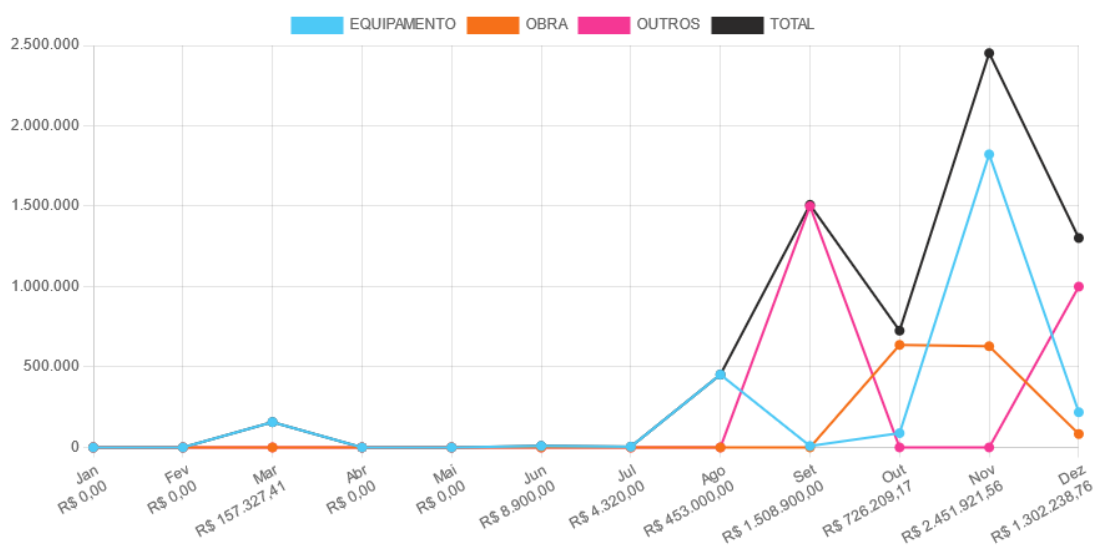 EQUIPAMENTO OBRA OUTROS TOTAL
2.500.000
2.000.000
1.500.000
1.000.000
500.000
0
Jan
R$ 0,00
Fev
R$ 0,00
Mar
R$ 157.327,41
Abr
R$ 0,00
Mei
R$ 0,00
Jun
R$ 8.900,00
Jul
R$ 4.320,00
Ago
R$ 453.000,00
Set
R$ 1.508.900,00
Out
R$ 726.209,17
Nov
R$ 2.451.921,56
Dez
R$ 1.302.238,76